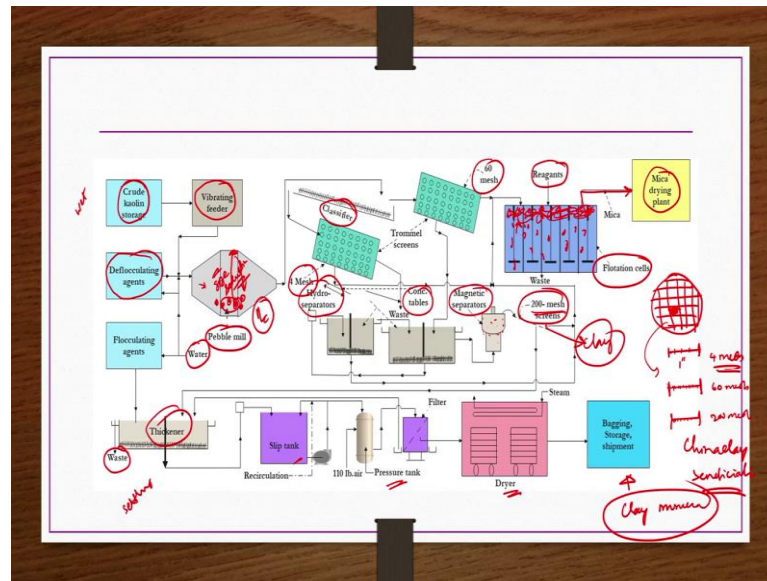 wet
Crude
kaolin
storage
Vibrating
feeder
Classifier
60
mesh
Reagants
Mica
drying
plant
Trommel
screens
Mica
Deflocculating
agents
4 Mesh
Hydro-
separators
Conc.
tables
Magnetic
separators
Waste
Flotation cells
Waste
200- mesh
screens
Clay
Pebble mill
Water
Flocculating
agents
1"
4 mesh
60 mesh
200 mesh
Chinaclay
Thickener
Waste
Slip tank
Recirculation
110 lb.air
Pressure tank
Filter
Steam
Dryer
Bagging,
Storage,
shipment
Clay